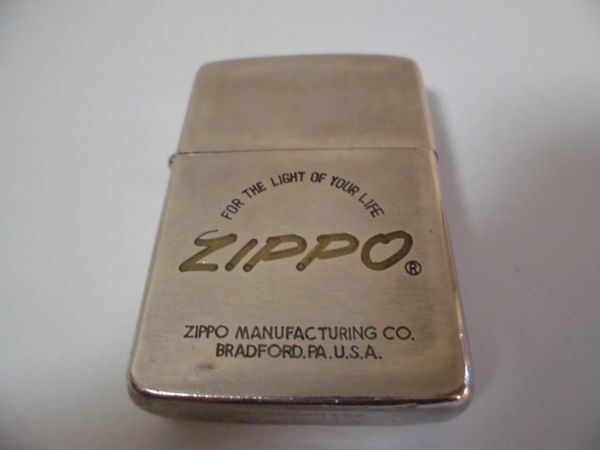 FOR THE LIGHT OF YOUR LIFE
ZIPPO®
ZIPPO MANUFACTURING CO.
BRADFORD.PA.U.S.A.